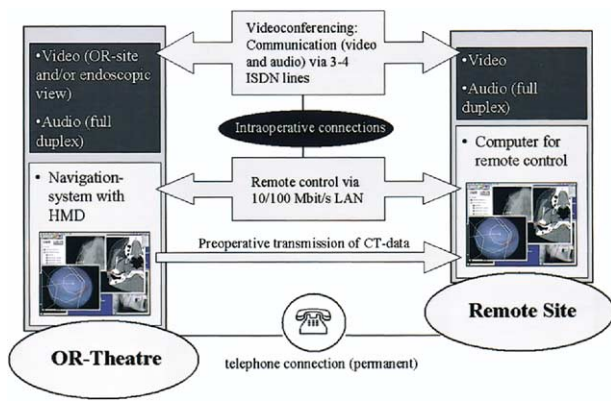 •Video (OR-site
and/or endoscopic
view)
•Audio (full
duplex)
• Navigation-
system with
HMD
OR-Theatre
Videoconferencing:
Communication (video
and audio) via 3-4
ISDN lines
Intraoperative connections
Remote control via
10/100 Mbit/s LAN
Preoperative transmission of CT-data
telephone connection (permanent)
•Video
•Audio (full
duplex)
• Computer for
remote control
Remote Site